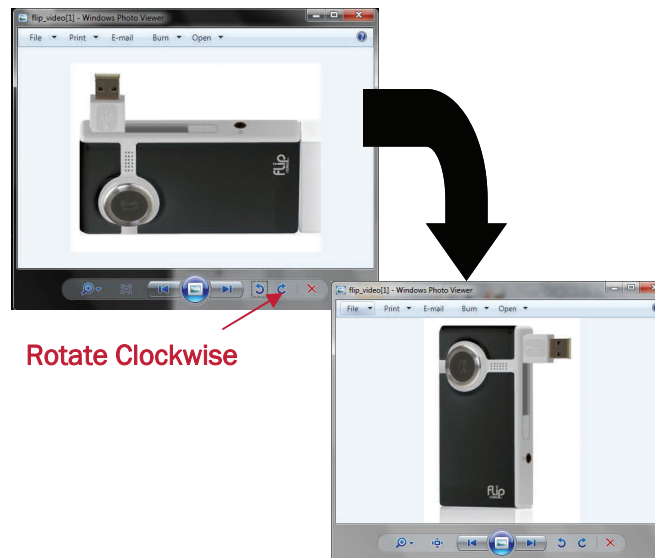 flip_video[1] - Windows Photo Viewer
File Print E-mail Burn Open
flip
Rotate Clockwise
flip_video[1] - Windows Photo Viewer
File Print E-mail Burn Open
flip